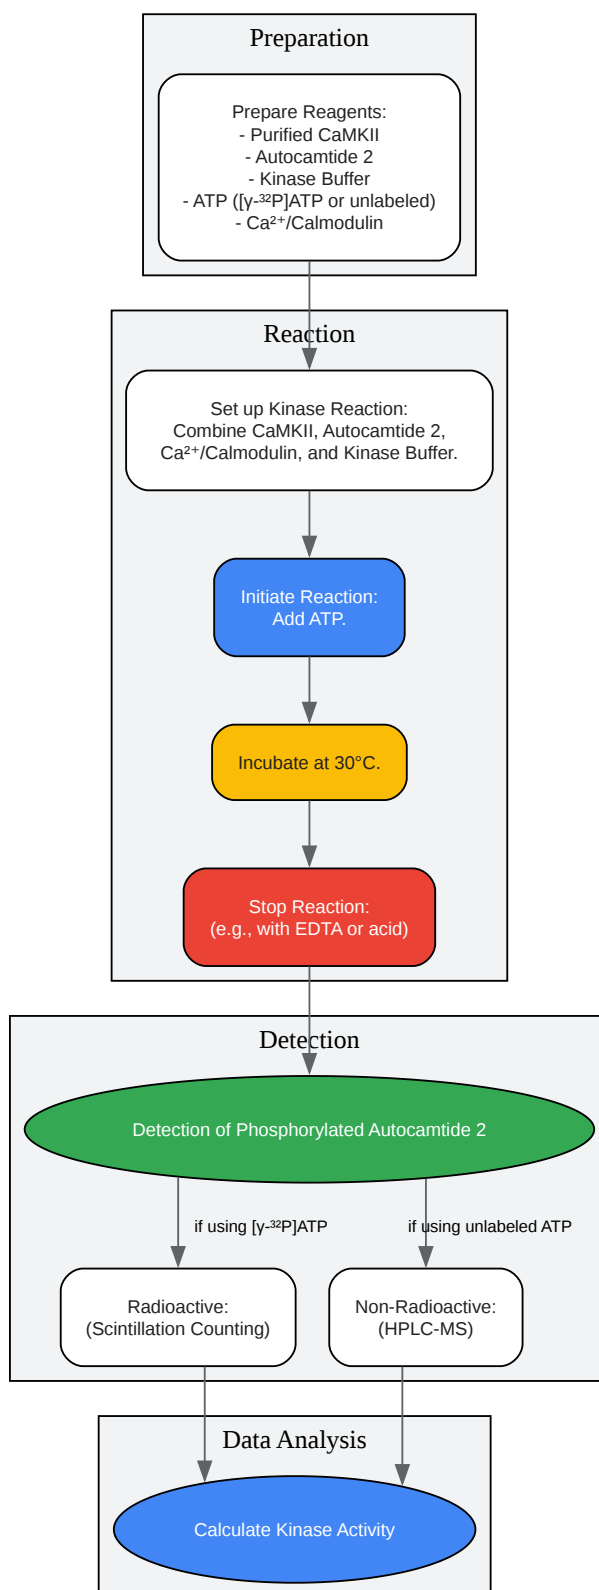 Preparation
Prepare Reagents:
- Purified CaMKII
- Autocamtide 2
- Kinase Buffer
- ATP ([γ-³²P]ATP or unlabeled)
- Ca²⁺/Calmodulin
Reaction
Set up Kinase Reaction:
Combine CaMKII, Autocamtide 2,
Ca²⁺/Calmodulin, and Kinase Buffer.
Initiate Reaction:
Add ATP.
Incubate at 30°C.
Stop Reaction:
(e.g., with EDTA or acid)
Detection
Detection of Phosphorylated Autocamtide 2
if using [γ-³²P]ATP
if using unlabeled ATP
Radioactive:
(Scintillation Counting)
Non-Radioactive:
(HPLC-MS)
Data Analysis
Calculate Kinase Activity